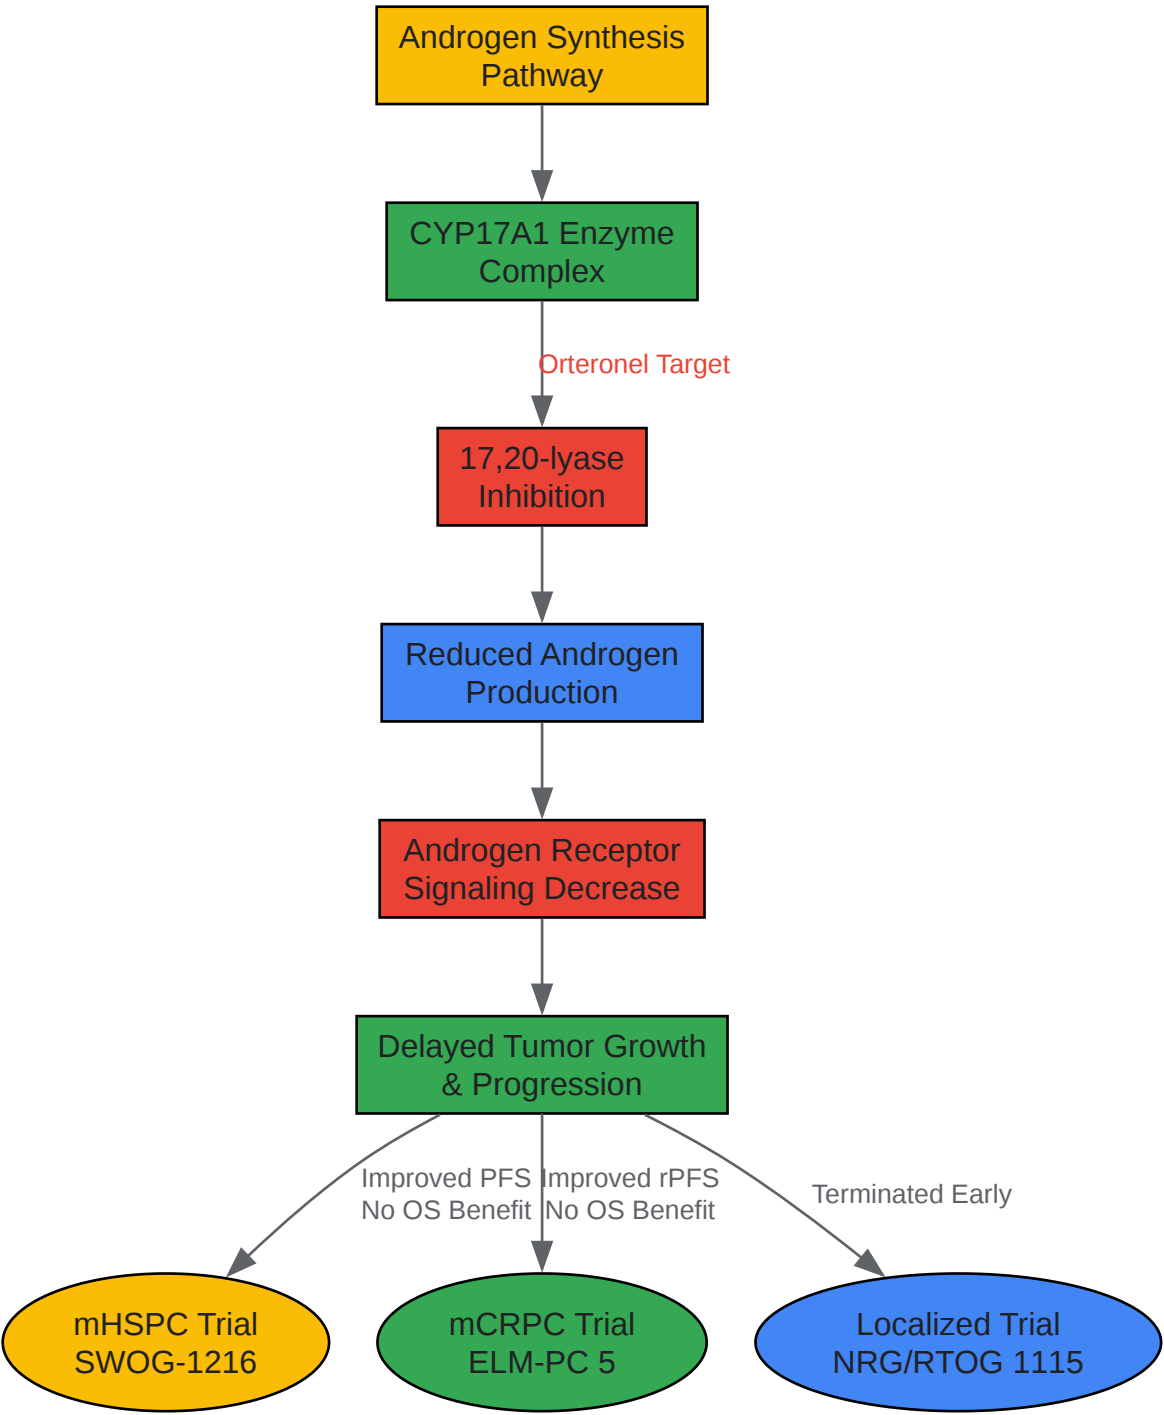 Androgen Synthesis
Pathway
CYP17A1 Enzyme
Complex
Orteronel Target
17,20-lyase
Inhibition
Reduced Androgen
Production
Androgen Receptor
Signaling Decrease
Delayed Tumor Growth
& Progression
Improved PFS
No OS Benefit
Improved rPFS
No OS Benefit
Terminated Early
mHSPC Trial
SWOG-1216
mCRPC Trial
ELM-PC 5
Localized Trial
NRG/RTOG 1115